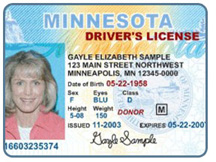 MINNESOTA
DRIVER'S LICENSE
GAYLE ELIZABETH SAMPLE
123 MAIN STREET NORTHWEST
MINNEAPOLIS, MN 12345-0000
Date of Birth 05-22-1958
Sex Eyes Class
F BLU D
Height Weight
5-08 150 DONOR M
ISSUED 11-2003 EXPIRES 05-22-2007
Gayle Sample
16603235374